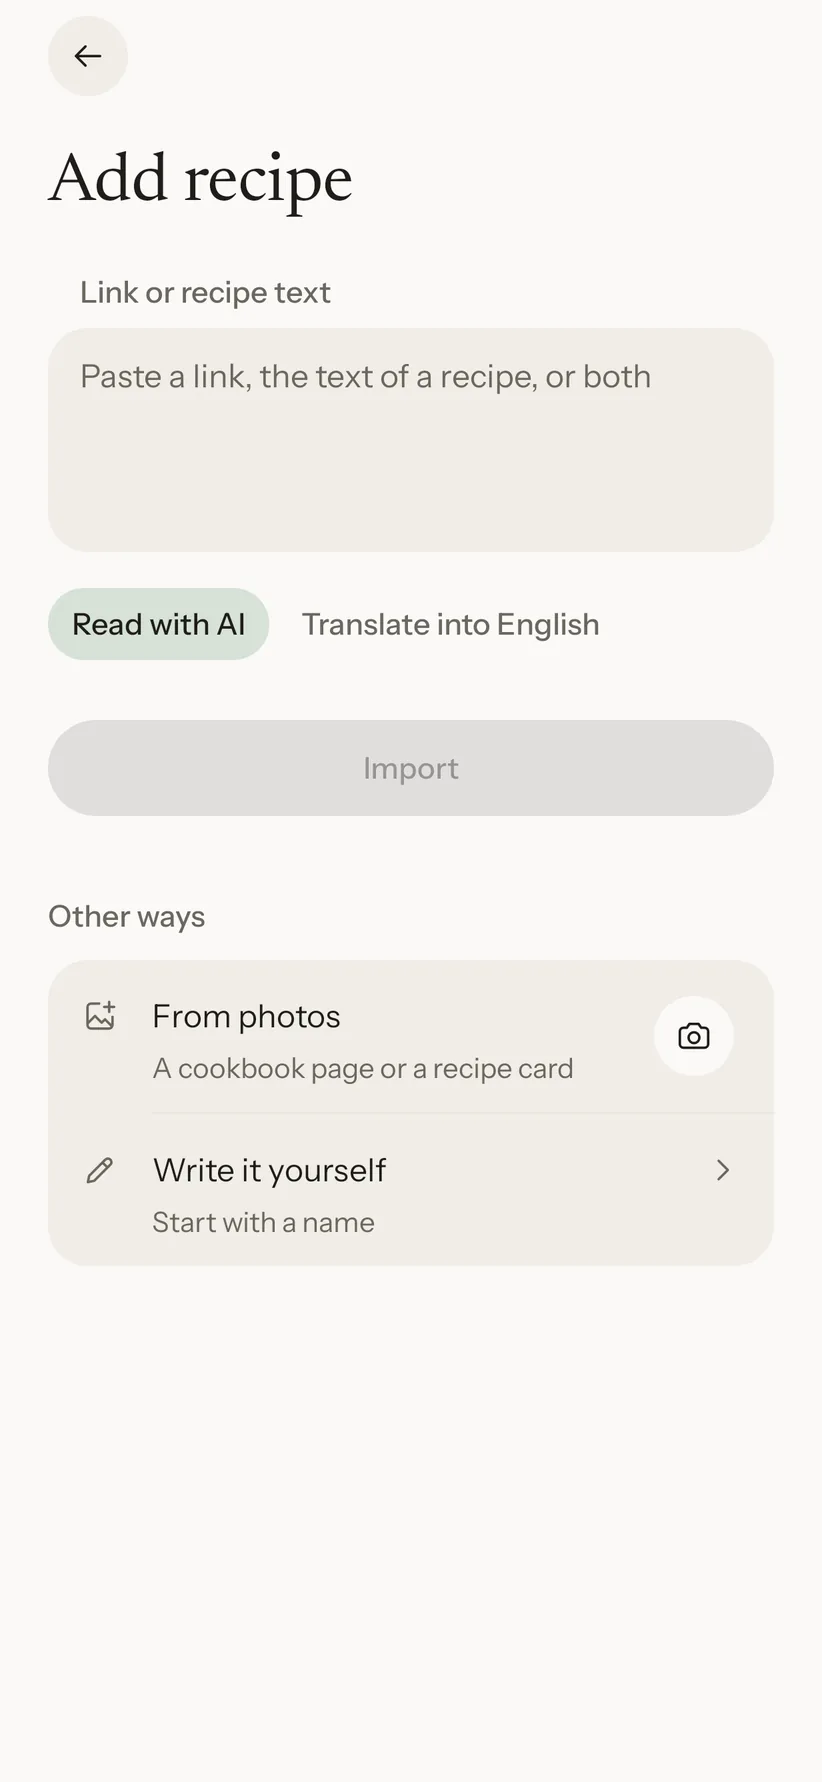 Add recipe
Link or recipe text
Paste a link, the text of a recipe, or both
Read with AI
Translate into English
Import
Other ways
From photos
A cookbook page or a recipe card
Write it yourself
Start with a name